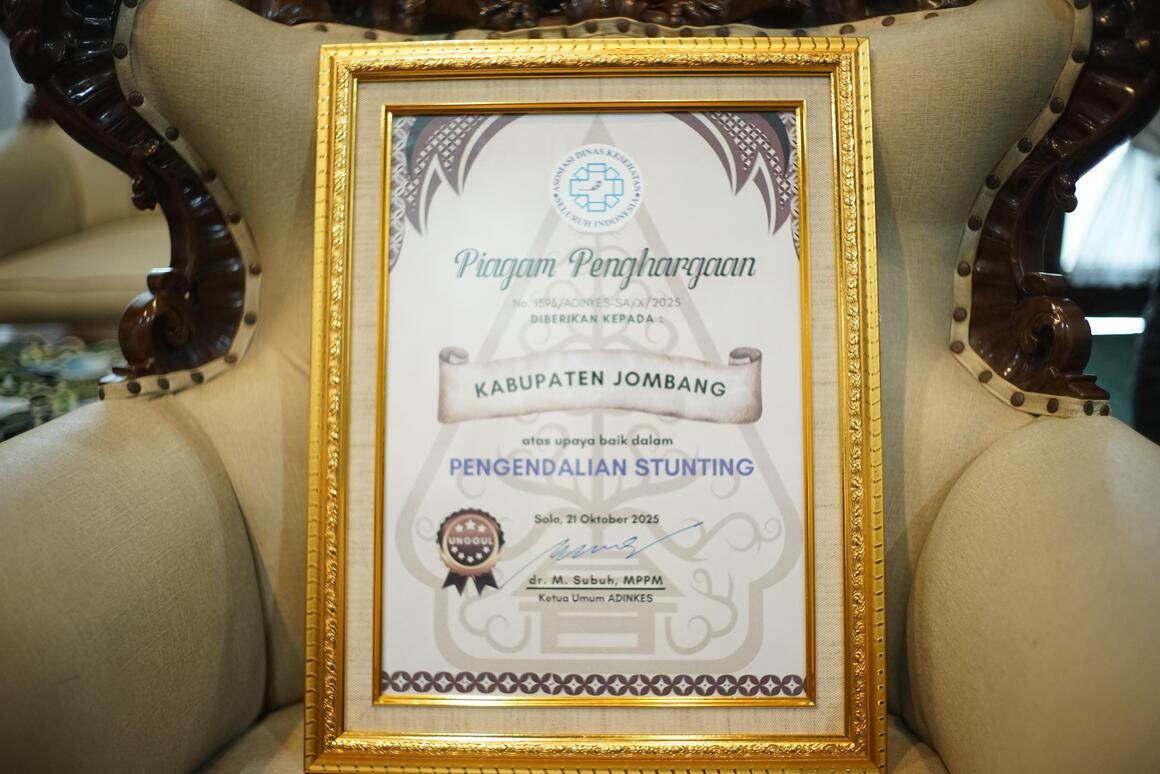 ASOSIASI DINAS KESEHATAN
SELURUH INDONESIA
Piagam Penghargaan
No. 1593/ADINKES-SA/X/2025
DIBERIKAN KEPADA :
KABUPATEN JOMBANG
atas upaya baik dalam
PENGENDALIAN STUNTING
Solo, 21 Oktober 2025
UNGGUL
dr. M. Subuh, MPPM
Ketua Umum ADINKES